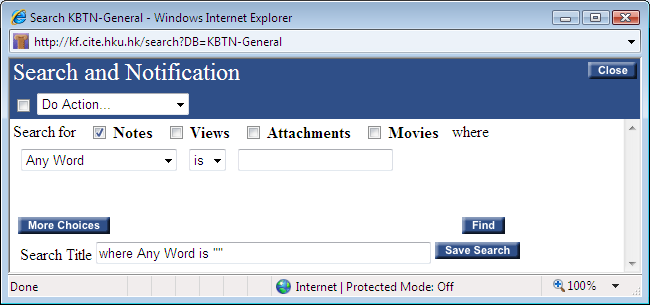 Search KBTN-General - Windows Internet Explorer
http://kf.cite.hku.hk/search?DB=KBTN-General
Search and Notification
Close
Do Action...
Search for Notes Views Attachments Movies where
Any Word is
More Choices Find
Search Title where Any Word is "" Save Search
Done Internet | Protected Mode: Off 100%